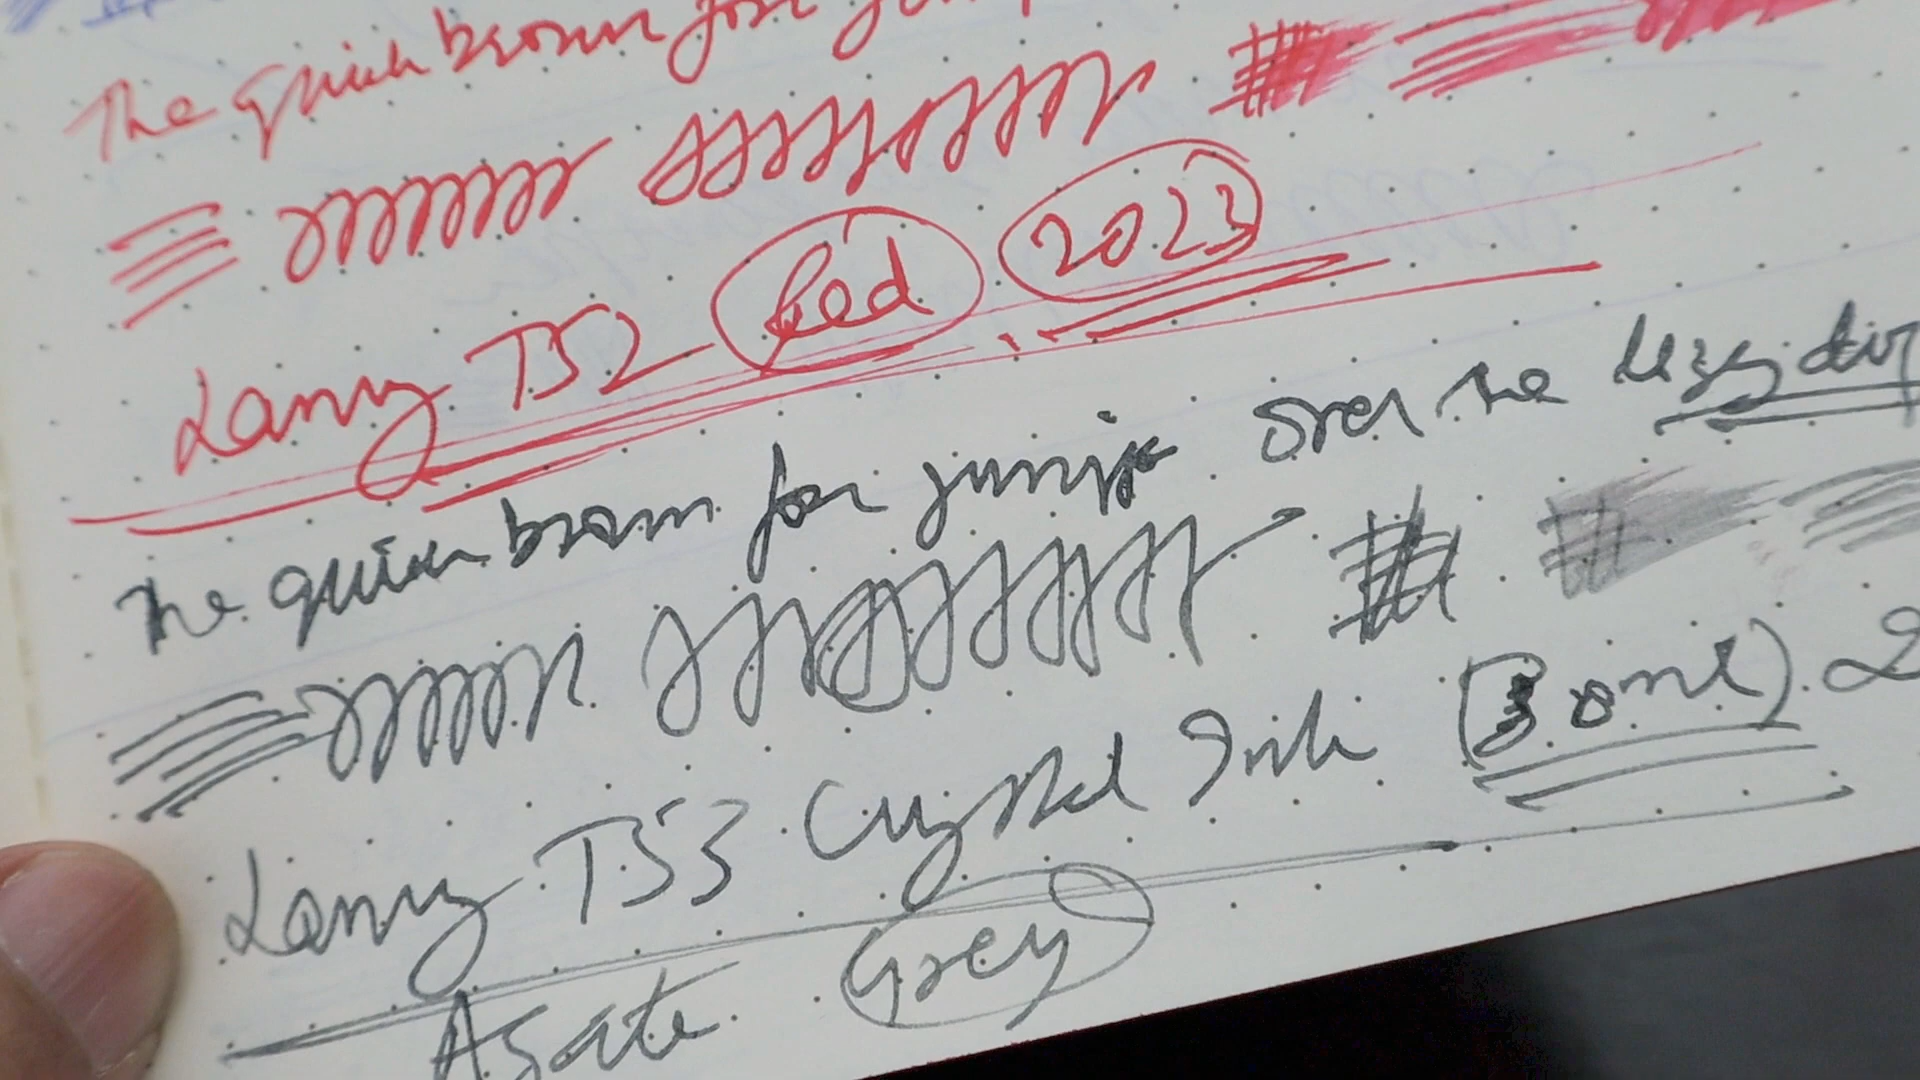 The quick brown fox
Lamy T52 Red 2023
The quick brown fox jumps over the lazy dog
Lamy T53 Crystal Ink (30ml)
Agate Grey